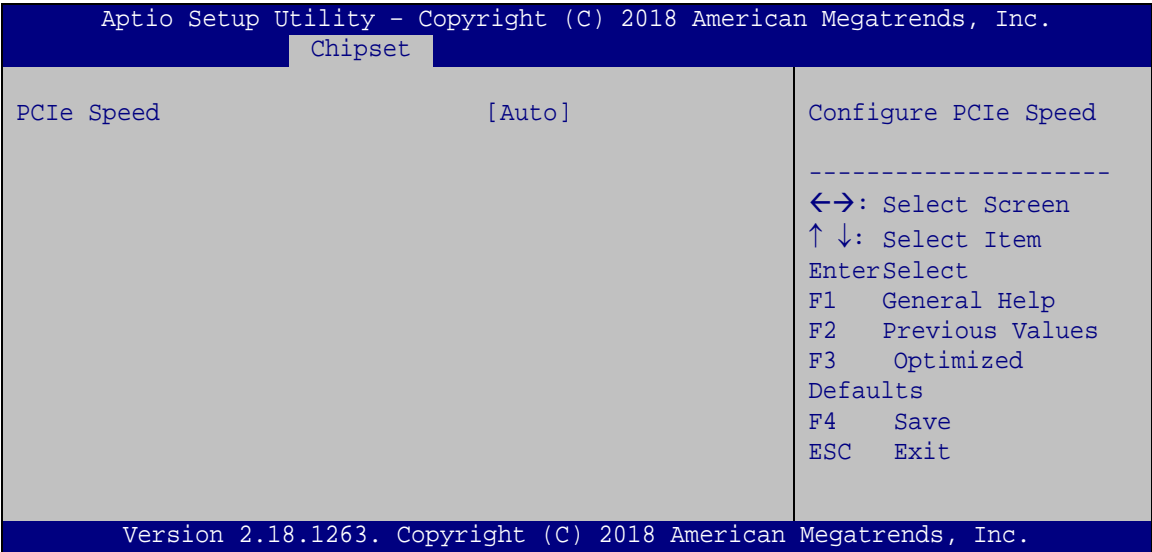 Aptio Setup Utility – Copyright (C) 2018 American Megatrends, Inc.
Chipset
PCIe Speed [Auto]
Configure PCIe Speed
---------------------
←→: Select Screen
↑ ↓: Select Item
EnterSelect
F1 General Help
F2 Previous Values
F3 Optimized
Defaults
F4 Save
ESC Exit
Version 2.18.1263. Copyright (C) 2018 American Megatrends, Inc.